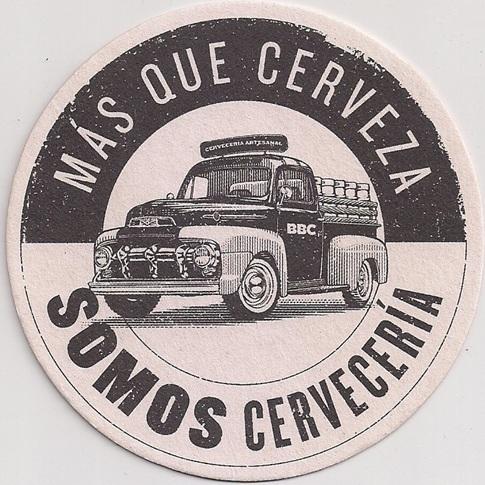 MÁS QUE CERVEZA
CERVECERIA ARTESANAL
BBC
SOMOS CERVECERÍA